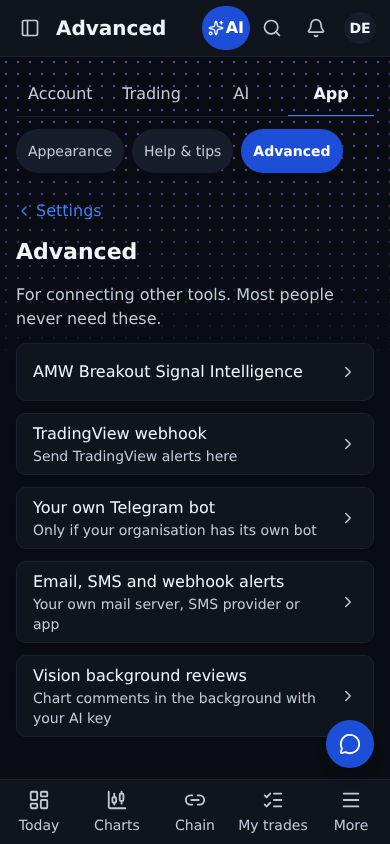 Advanced
AI
DE
Account
Trading
AI
App
Appearance
Help & tips
Advanced
Settings
Advanced
For connecting other tools. Most people
never need these.
AMW Breakout Signal Intelligence
TradingView webhook
Send TradingView alerts here
Your own Telegram bot
Only if your organisation has its own bot
Email, SMS and webhook alerts
Your own mail server, SMS provider or
app
Vision background reviews
Chart comments in the background with
your AI key
Today
Charts
Chain
My trades
More